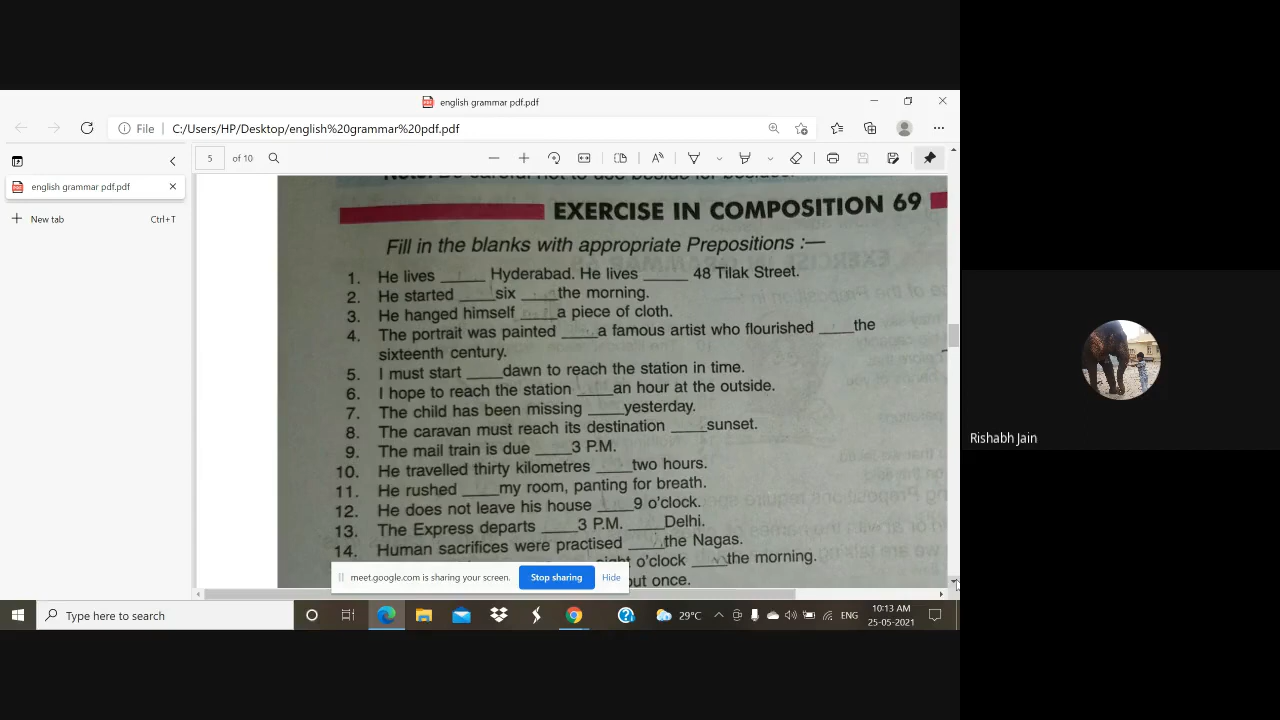 english grammar pdf.pdf
File | C:/Users/HP/Desktop/english%20grammar%20pdf.pdf
5 of 10
english grammar pdf.pdf
New tab Ctrl+T
EXERCISE IN COMPOSITION 69
Fill in the blanks with appropriate Prepositions :—
1. He lives _____ Hyderabad. He lives _____ 48 Tilak Street.
2. He started ____six ____the morning.
3. He hanged himself ____a piece of cloth.
4. The portrait was painted ____a famous artist who flourished ____the
sixteenth century.
5. I must start ____dawn to reach the station in time.
6. I hope to reach the station ____an hour at the outside.
7. The child has been missing ____yesterday.
8. The caravan must reach its destination ____sunset.
9. The mail train is due ____3 P.M.
10. He travelled thirty kilometres ____two hours.
11. He rushed ____my room, panting for breath.
12. He does not leave his house ____9 o'clock.
13. The Express departs ____3 P.M. ____Delhi.
14. Human sacrifices were practised ____the Nagas.
o'clock ____the morning.
but once.
meet.google.com is sharing your screen. Stop sharing Hide
Type here to search
29°C ENG 10:13 AM
25-05-2021
Rishabh Jain